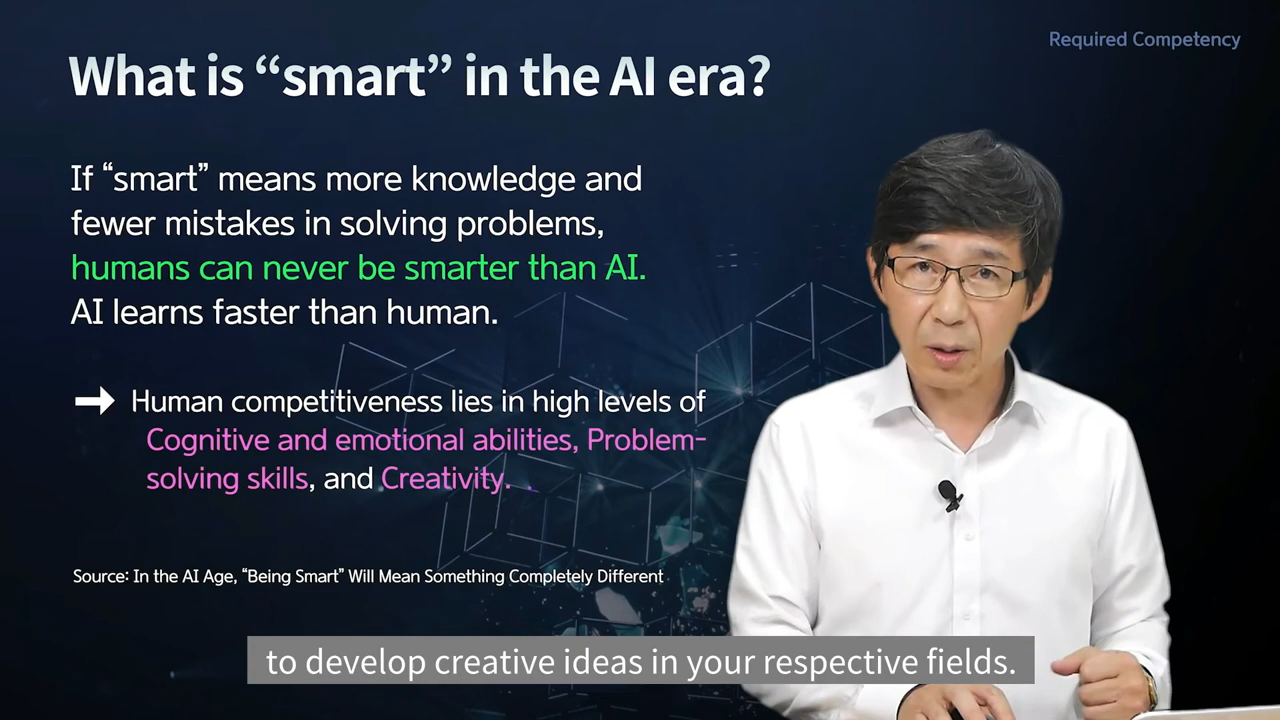 Required Competency
What is “smart” in the AI era?
If “smart” means more knowledge and
fewer mistakes in solving problems,
humans can never be smarter than AI.
AI learns faster than human.
Human competitiveness lies in high levels of
Cognitive and emotional abilities, Problem-
solving skills, and Creativity.
Source: In the AI Age, “Being Smart” Will Mean Something Completely Different
to develop creative ideas in your respective fields.